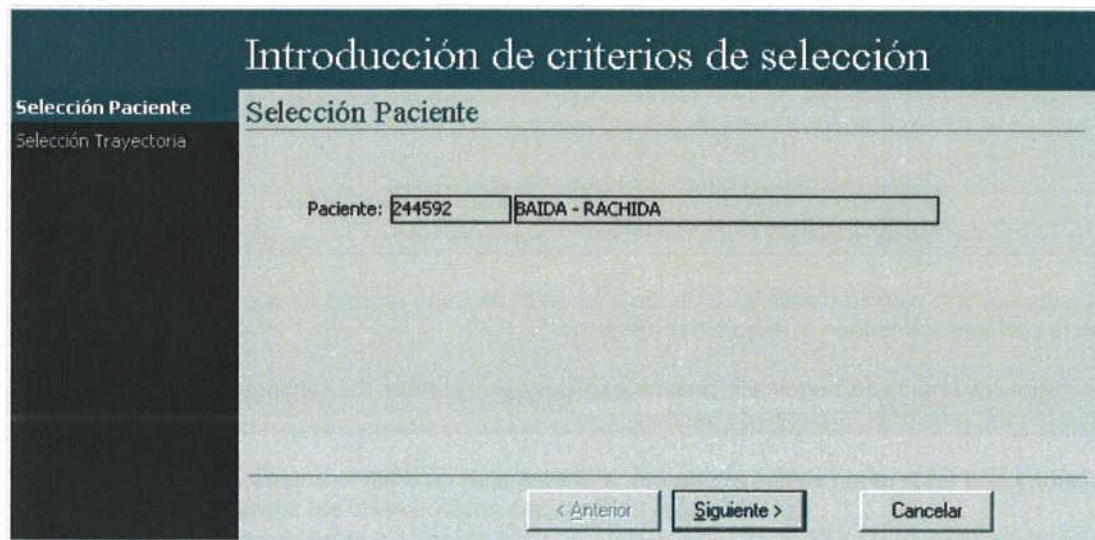 Introducción de criterios de selección
Selección Paciente
Selección Trayectoria
Selección Paciente
Paciente: 244592 BAIDA - RACHIDA
< Anterior
Siguiente >
Cancelar